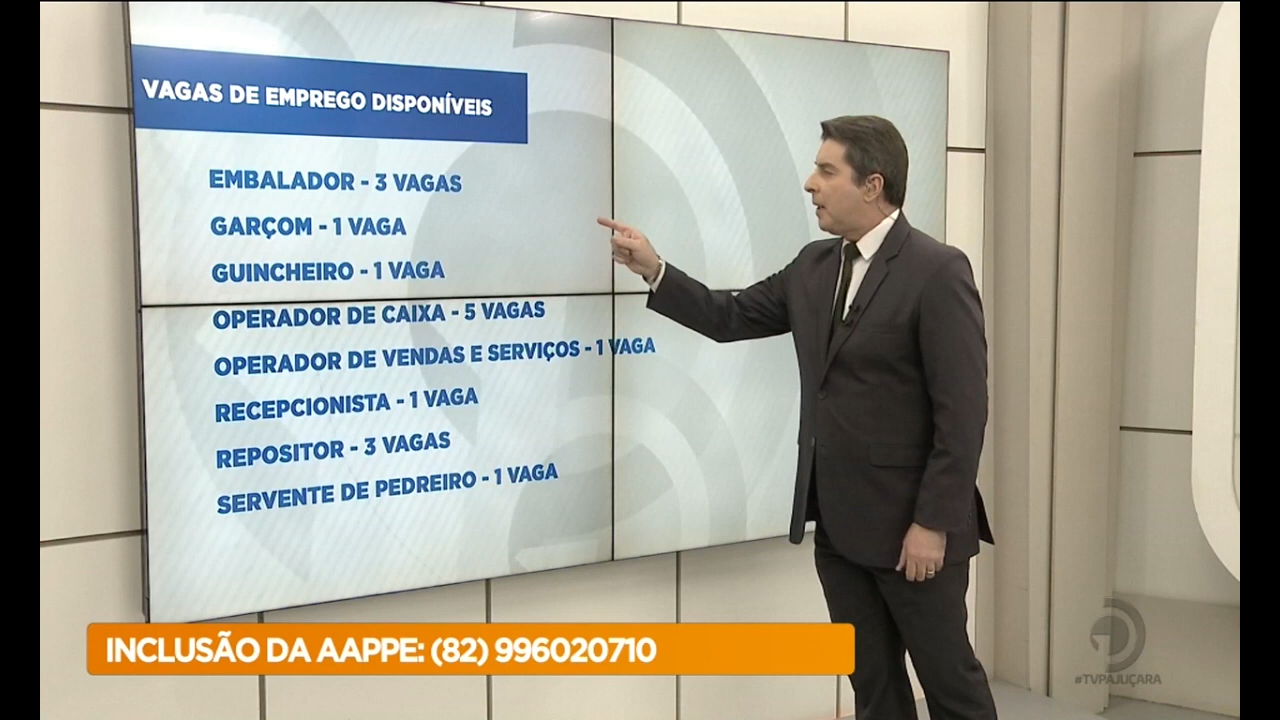 VAGAS DE EMPREGO DISPONÍVEIS
EMBALADOR - 3 VAGAS
GARÇOM - 1 VAGA
GUINCHEIRO - 1 VAGA
OPERADOR DE CAIXA - 5 VAGAS
OPERADOR DE VENDAS E SERVIÇOS - 1 VAGA
RECEPCIONISTA - 1 VAGA
REPOSITOR - 3 VAGAS
SERVENTE DE PEDREIRO - 1 VAGA
INCLUSÃO DA AAPPE: (82) 996020710
#TVPAJUÇARA